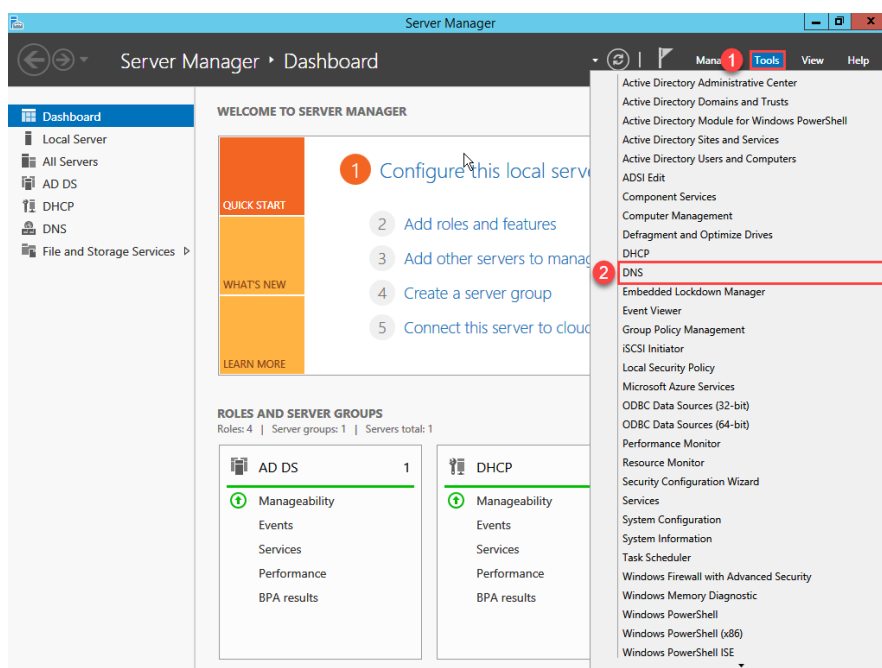 Server Manager
Server Manager • Dashboard
Mana
1
Tools
View
Help
Dashboard
Local Server
All Servers
AD DS
DHCP
DNS
File and Storage Services
WELCOME TO SERVER MANAGER
QUICK START
WHAT'S NEW
LEARN MORE
1 Configure this local serv
2 Add roles and features
3 Add other servers to manag
4 Create a server group
5 Connect this server to clou
ROLES AND SERVER GROUPS
Roles: 4 | Server groups: 1 | Servers total: 1
AD DS 1
Manageability
Events
Services
Performance
BPA results
DHCP
Manageability
Events
Services
Performance
BPA results
Active Directory Administrative Center
Active Directory Domains and Trusts
Active Directory Module for Windows PowerShell
Active Directory Sites and Services
Active Directory Users and Computers
ADSI Edit
Component Services
Computer Management
Defragment and Optimize Drives
DHCP
2 DNS
Embedded Lockdown Manager
Event Viewer
Group Policy Management
iSCSI Initiator
Local Security Policy
Microsoft Azure Services
ODBC Data Sources (32-bit)
ODBC Data Sources (64-bit)
Performance Monitor
Resource Monitor
Security Configuration Wizard
Services
System Configuration
System Information
Task Scheduler
Windows Firewall with Advanced Security
Windows Memory Diagnostic
Windows PowerShell
Windows PowerShell (x86)
Windows PowerShell ISE